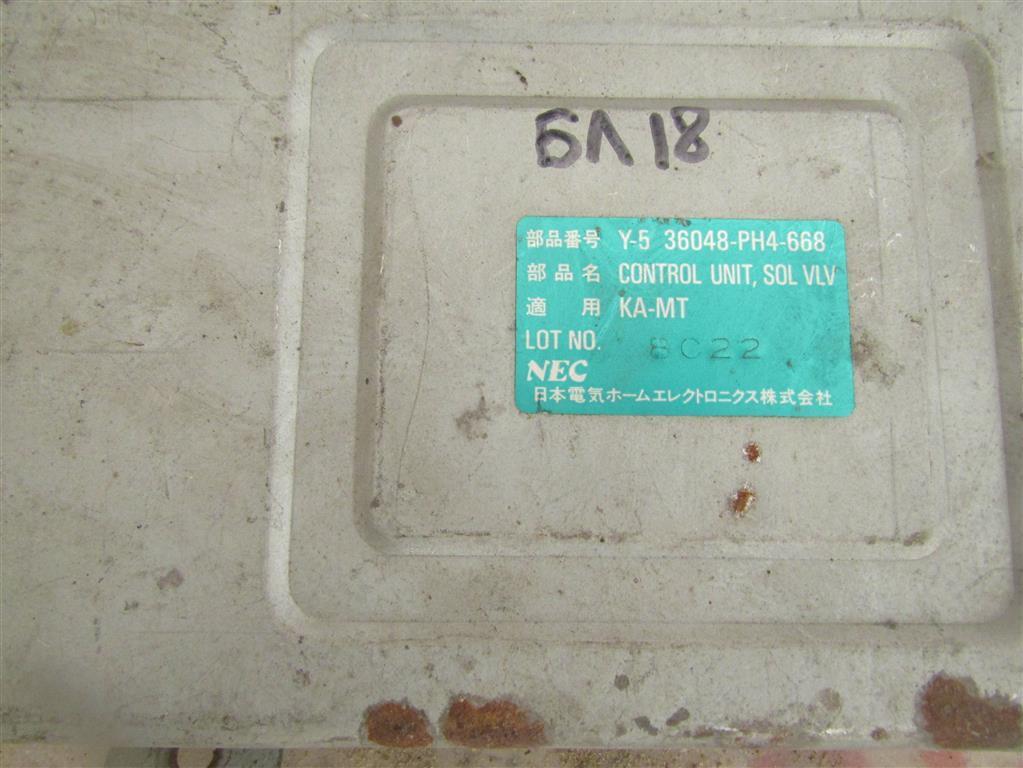 БЛ18
部品番号 Y-5 36048-PH4-668
部品名 CONTROL UNIT, SOL VLV
適用 KA-MT
LOT NO. 8C22
NEC
日本電気ホームエレクトロニクス株式会社